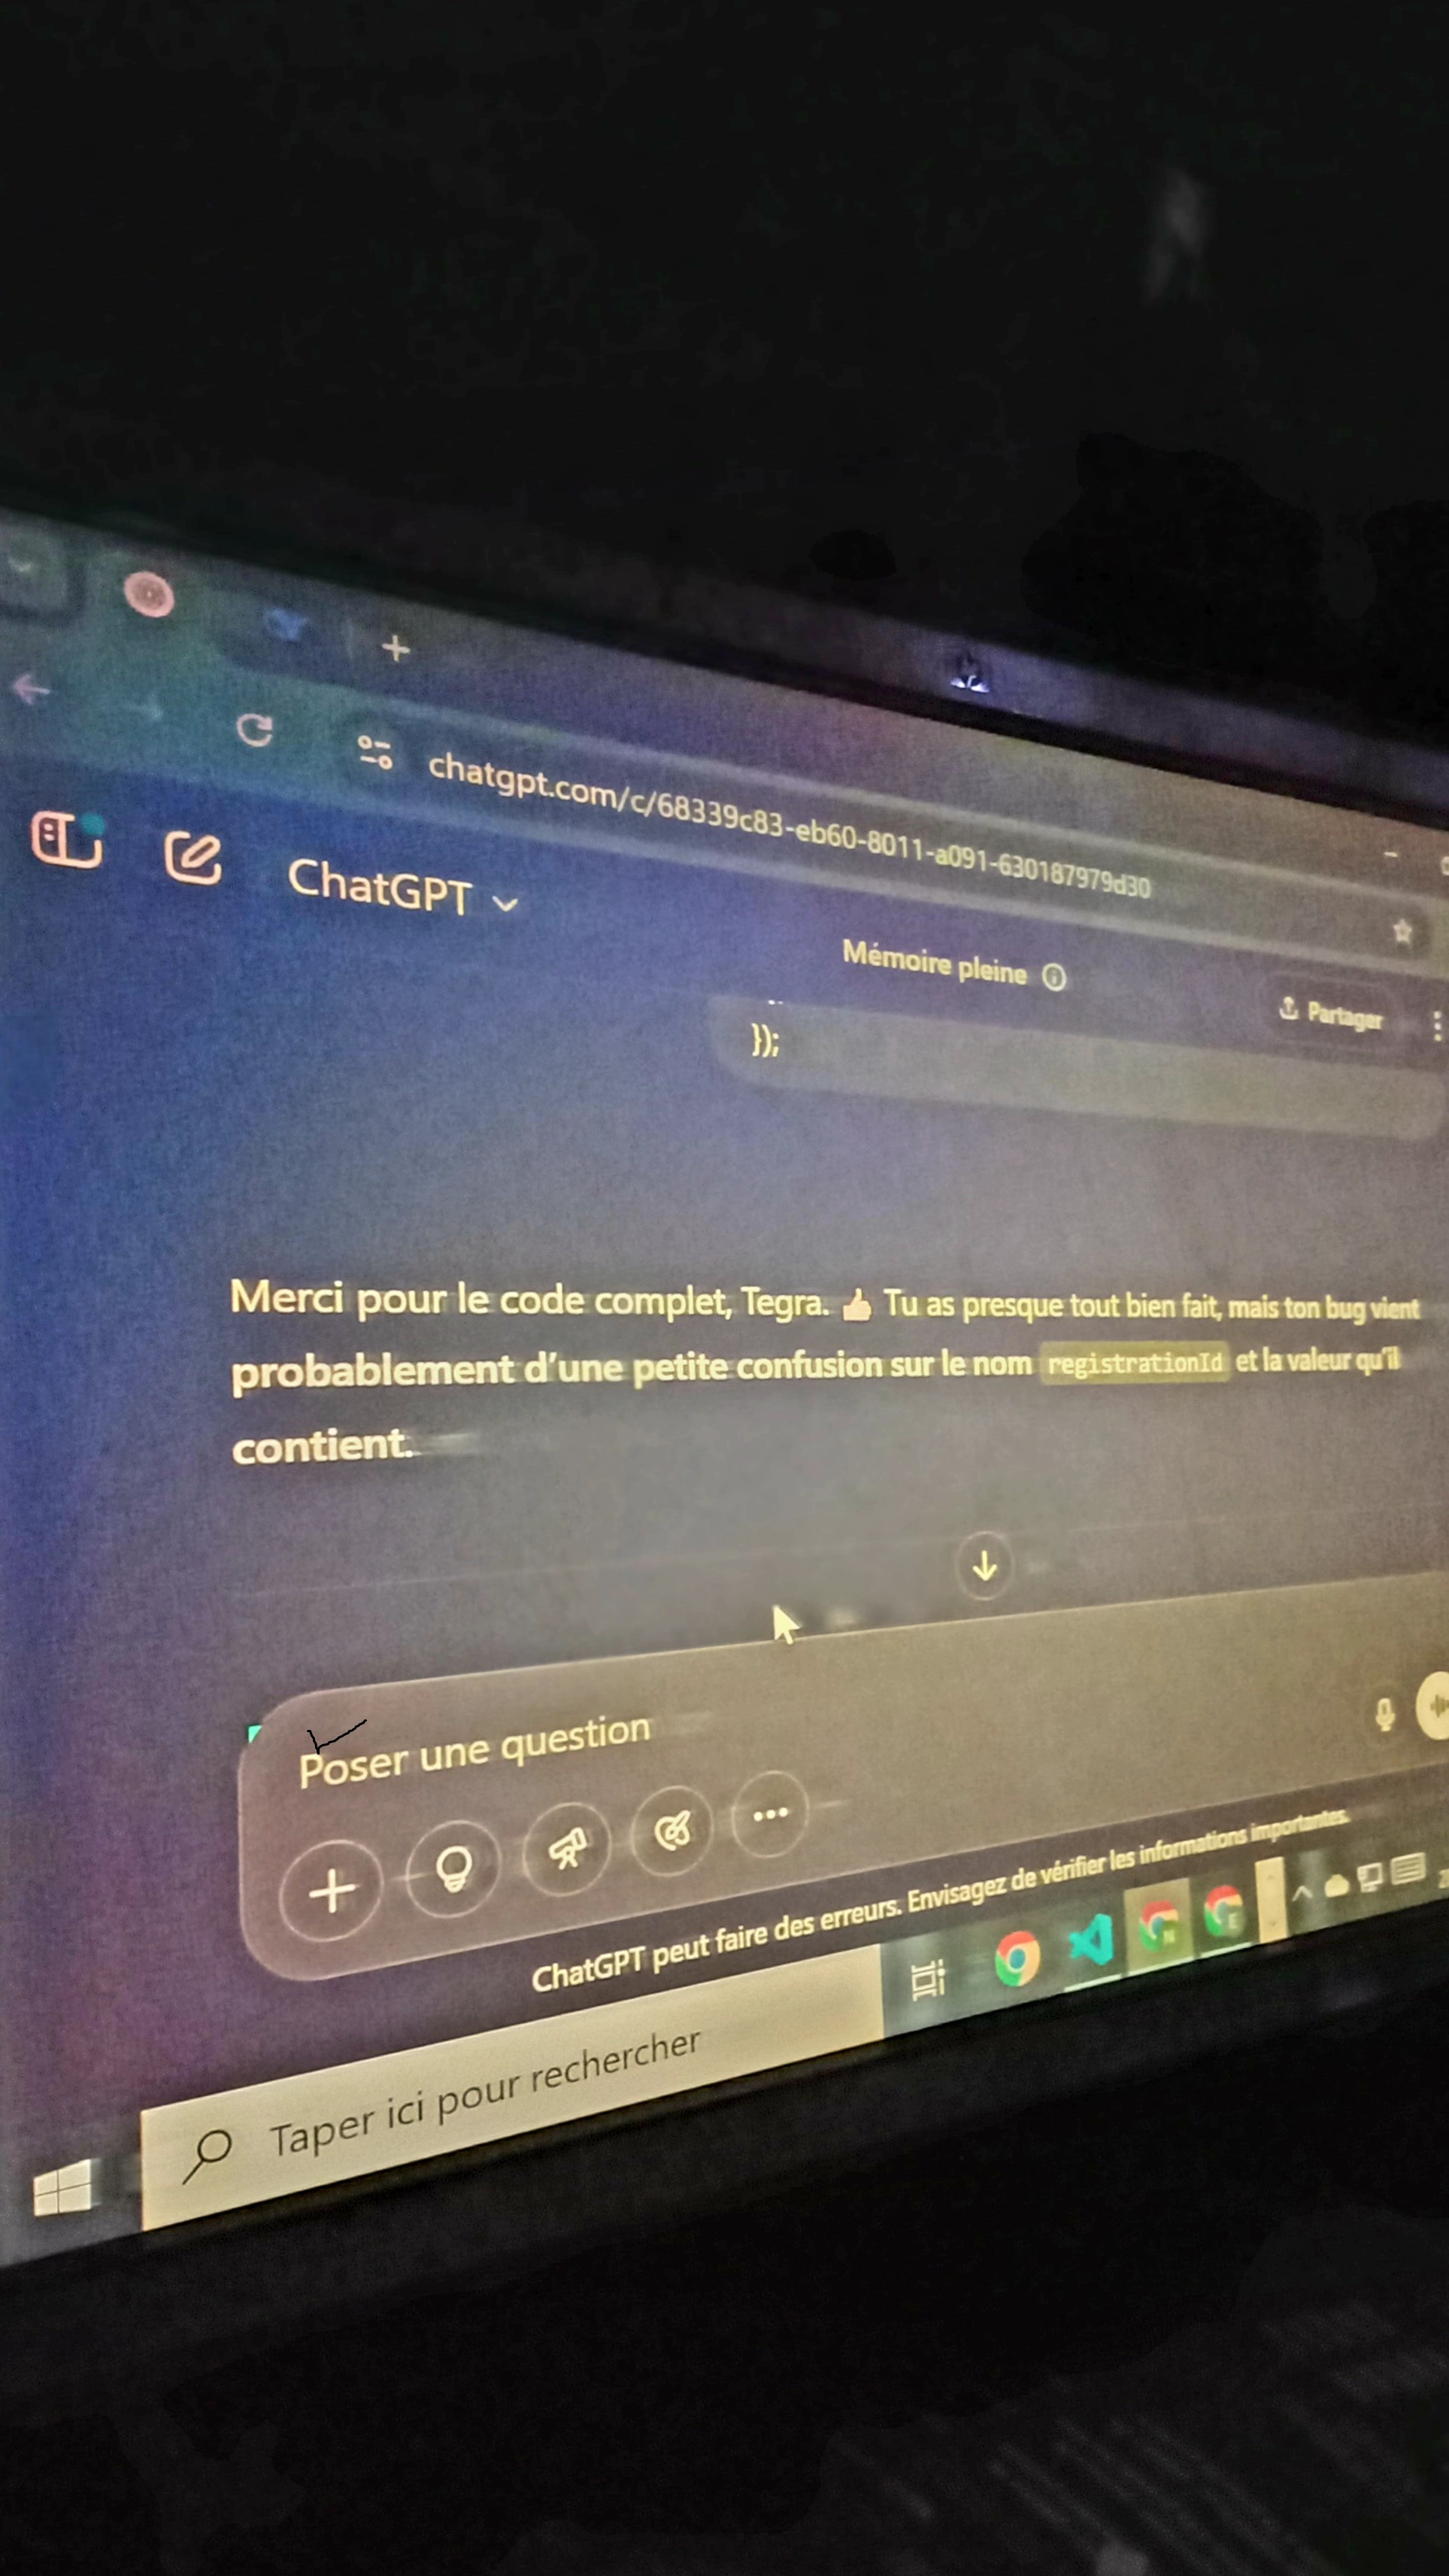 chatgpt.com/c/68339c83-eb60-8011-a091-630187979d30
ChatGPT
Mémoire pleine
Partager
});
Merci pour le code complet, Tegra. 👍 Tu as presque tout bien fait, mais ton bug vient
probablement d’une petite confusion sur le nom registrationId et la valeur qu’il
contient.
Poser une question
ChatGPT peut faire des erreurs. Envisagez de vérifier les informations importantes.
Taper ici pour rechercher